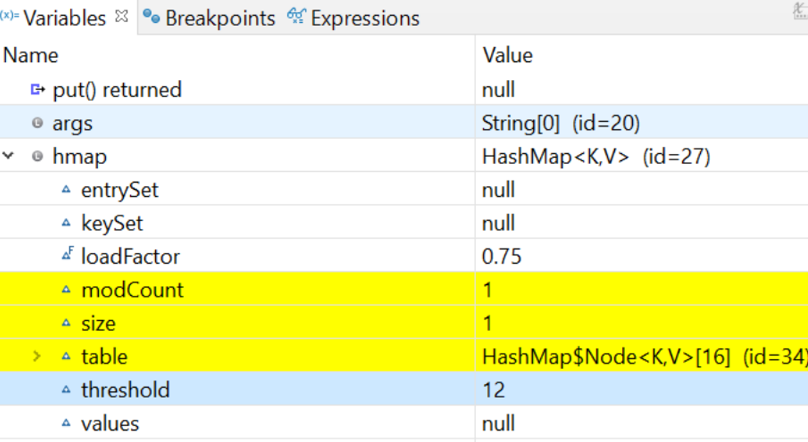 (x)= Variables Breakpoints Expressions
Name Value
put() returned null
args String[0] (id=20)
hmap HashMap<K,V> (id=27)
entrySet null
keySet null
F loadFactor 0.75
modCount 1
size 1
table HashMap$Node<K,V>[16] (id=34)
threshold 12
values null